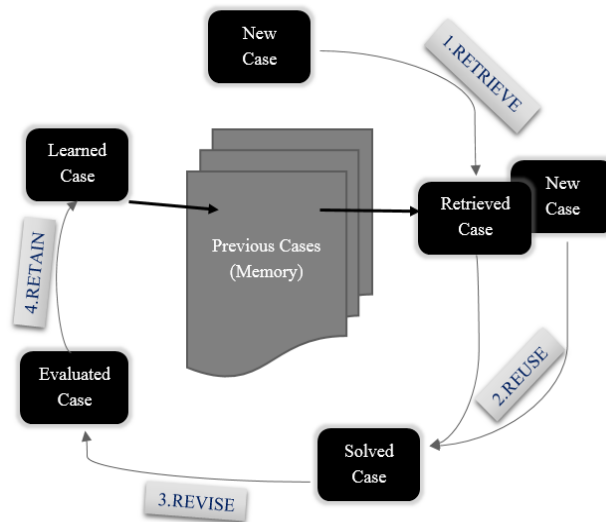 New
Case
1.RETRIEVE
Learned
Case
Previous Cases
(Memory)
Retrieved
Case
New
Case
4.RETAIN
2.REUSE
Evaluated
Case
Solved
Case
3.REVISE